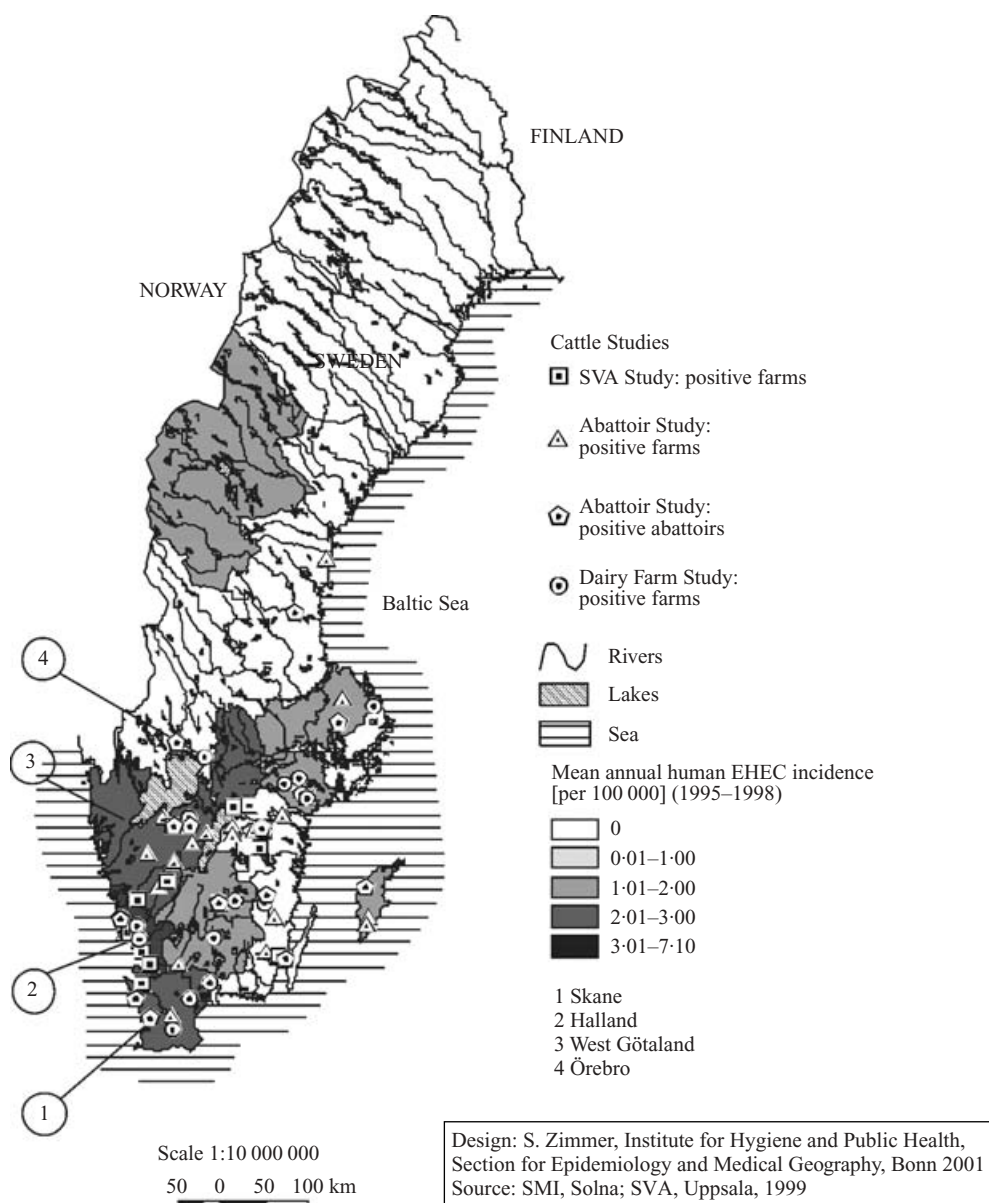 FINLAND
NORWAY
SWEDEN
Cattle Studies
SVA Study: positive farms
Abattoir Study:
positive farms
Abattoir Study:
positive abattoirs
Dairy Farm Study:
positive farms
Baltic Sea
4
Rivers
Lakes
Sea
3
Mean annual human EHEC incidence
[per 100 000] (1995–1998)
0
0·01–1·00
1·01–2·00
2·01–3·00
3·01–7·10
2
1 Skane
2 Halland
3 West Götaland
4 Örebro
1
Scale 1:10 000 000
50 0 50 100 km
Design: S. Zimmer, Institute for Hygiene and Public Health,
Section for Epidemiology and Medical Geography, Bonn 2001
Source: SMI, Solna; SVA, Uppsala, 1999